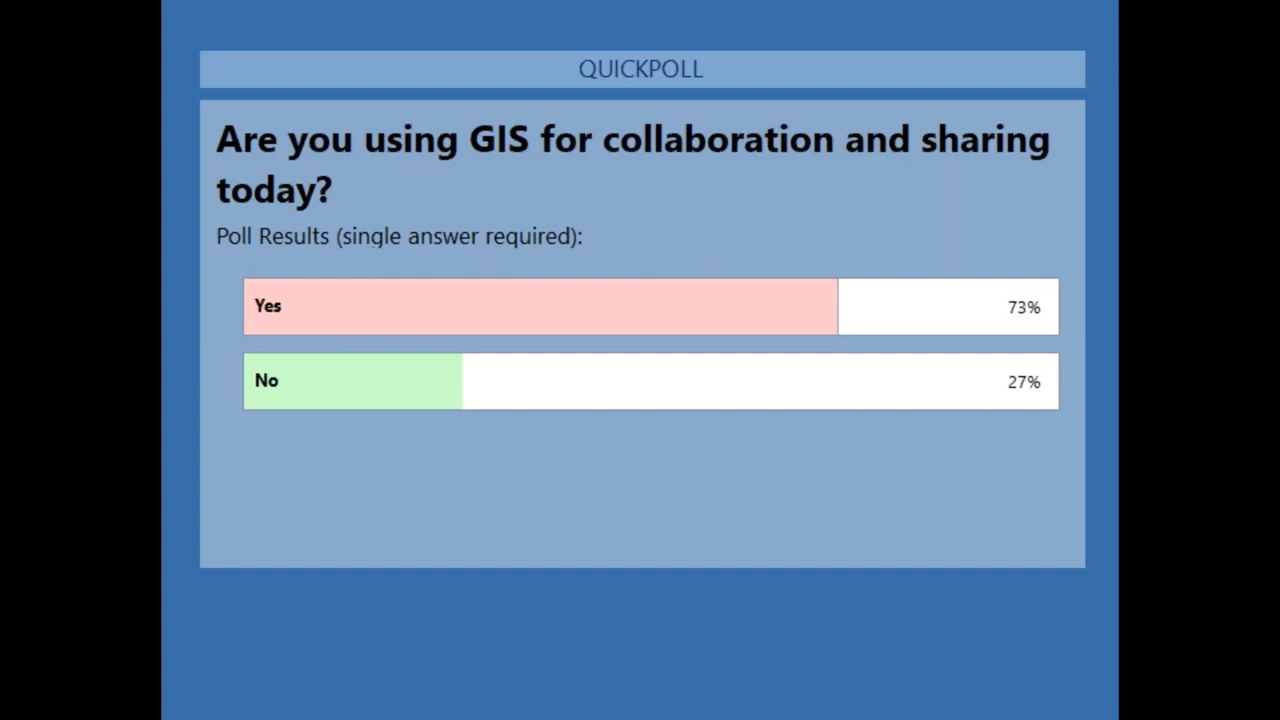 QUICKPOLL
Are you using GIS for collaboration and sharing
today?
Poll Results (single answer required):
Yes 73%
No 27%